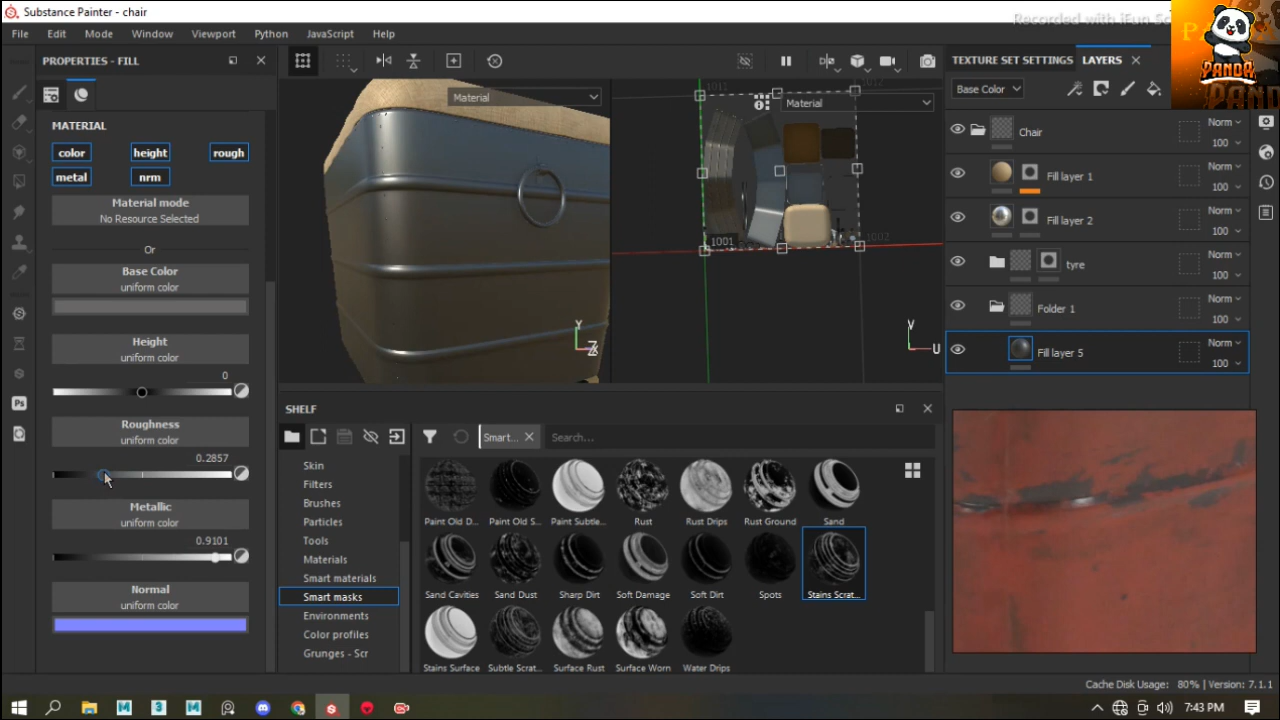 Substance Painter - chair
Recorded with iFun Sc
File Edit Mode Window Viewport Python JavaScript Help
PROPERTIES - FILL
MATERIAL
color height rough
metal nrm
Material mode
No Resource Selected
Or
Base Color
uniform color
Height
uniform color
0
Roughness
uniform color
0.2857
Metallic
uniform color
0.9101
Normal
uniform color
Material
Y
Z
Material
1001
1002
V
U
PANDA
TEXTURE SET SETTINGS LAYERS
Base Color
Chair
Norm
100
Fill layer 1
Norm
100
Fill layer 2
Norm
100
tyre
Norm
100
Folder 1
Norm
100
Fill layer 5
Norm
100
SHELF
Smart...
Search...
Skin
Filters
Brushes
Particles
Tools
Materials
Smart materials
Smart masks
Environments
Color profiles
Grunges - Scr
Paint Old D... Paint Old S... Paint Subtle... Rust Rust Drips Rust Ground Sand
Sand Cavities Sand Dust Sharp Dirt Soft Damage Soft Dirt Spots Stains Scrat...
Stains Surface Subtle Scrat... Surface Rust Surface Worn Water Drips
Ps
Cache Disk Usage: 80% | Version: 7.1.1
7:43 PM